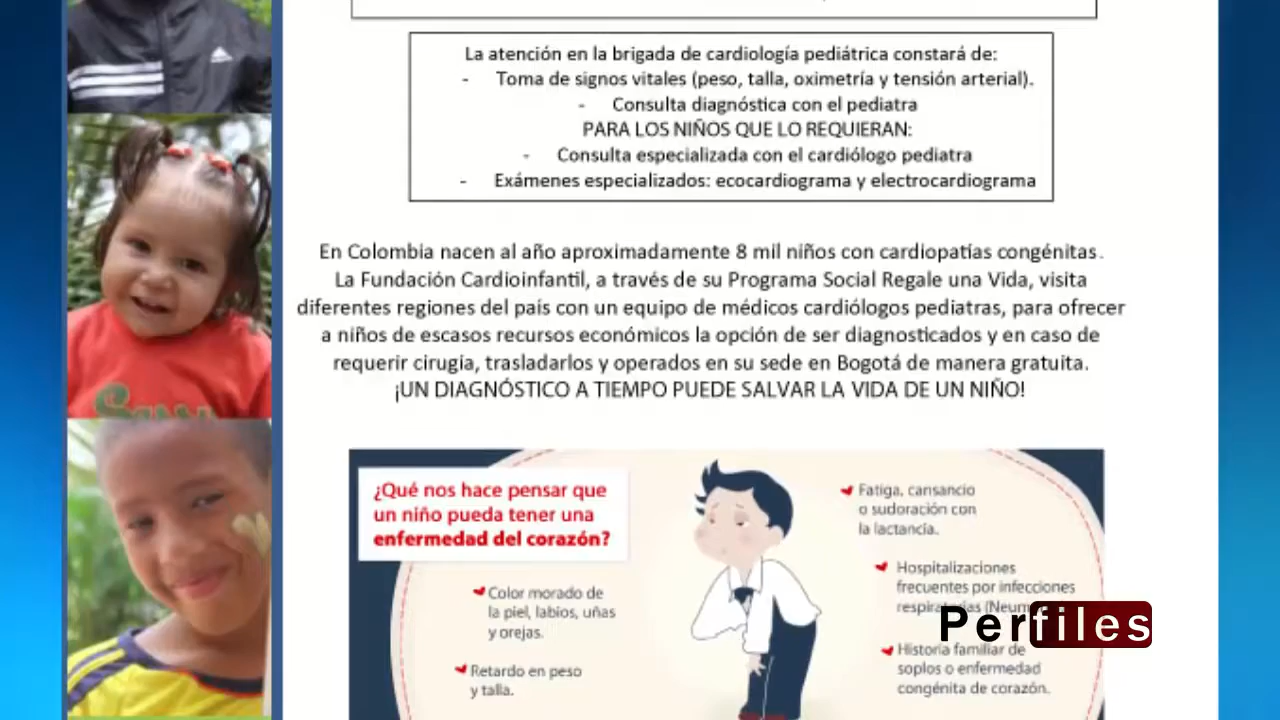 adidas
La atención en la brigada de cardiología pediátrica constará de:
- Toma de signos vitales (peso, talla, oximetría y tensión arterial).
- Consulta diagnóstica con el pediatra
PARA LOS NIÑOS QUE LO REQUIERAN:
- Consulta especializada con el cardiólogo pediatra
- Exámenes especializados: ecocardiograma y electrocardiograma
En Colombia nacen al año aproximadamente 8 mil niños con cardiopatías congénitas.
La Fundación Cardioinfantil, a través de su Programa Social Regale una Vida, visita
diferentes regiones del país con un equipo de médicos cardiólogos pediatras, para ofrecer
a niños de escasos recursos económicos la opción de ser diagnosticados y en caso de
requerir cirugía, trasladarlos y operados en su sede en Bogotá de manera gratuita.
¡UN DIAGNÓSTICO A TIEMPO PUEDE SALVAR LA VIDA DE UN NIÑO!
¿Qué nos hace pensar que
un niño pueda tener una
enfermedad del corazón?
Color morado de
la piel, labios, uñas
y orejas.
Retardo en peso
y talla.
Fatiga, cansancio
o sudoración con
la lactancia.
Hospitalizaciones
frecuentes por infecciones
Perfiles
Historia familiar de
soplos o enfermedad
congénita de corazón.